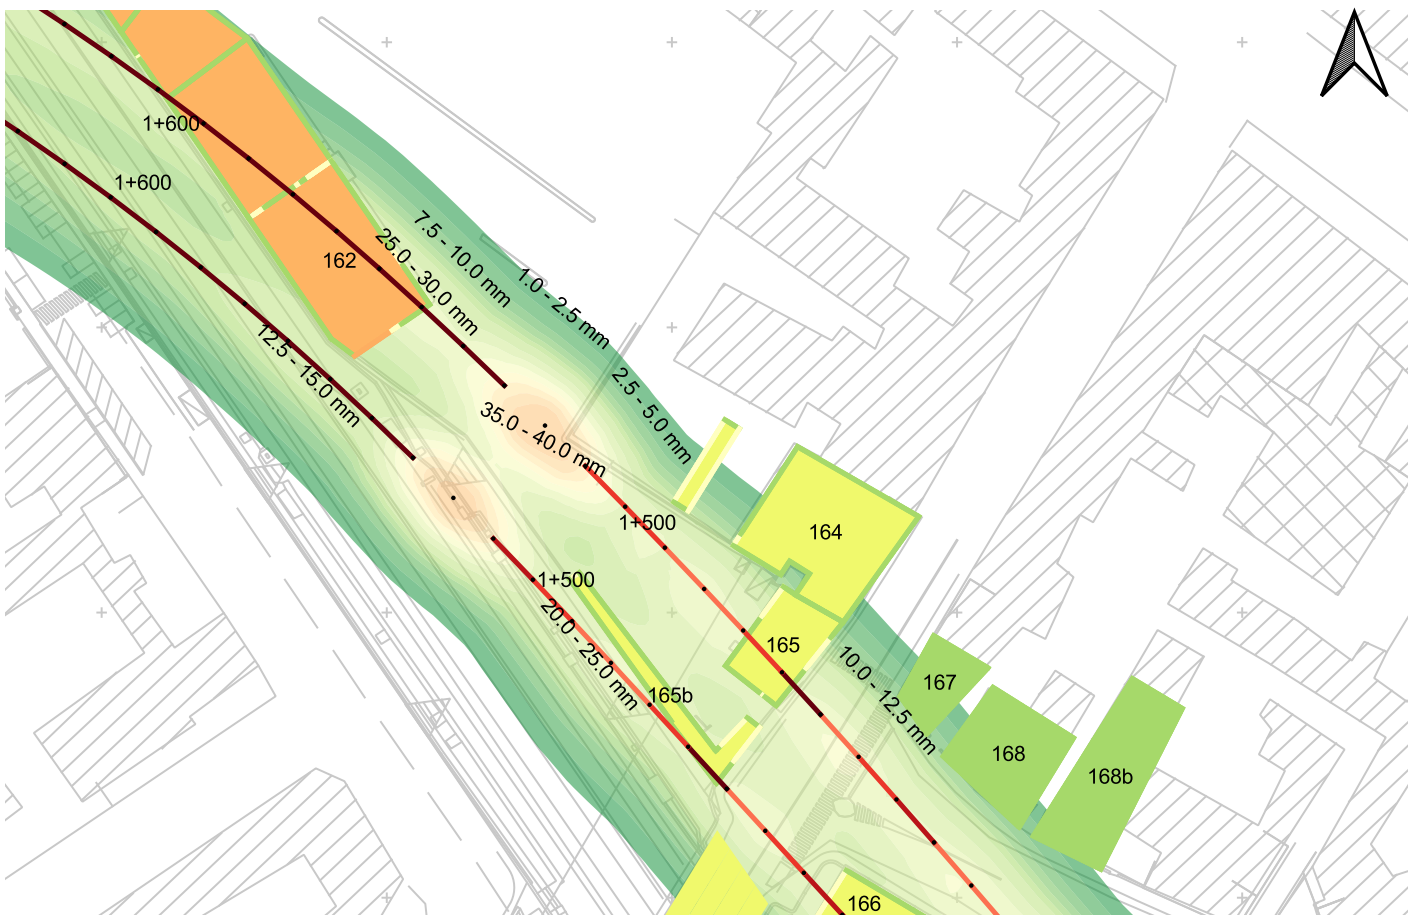 1+600
1+600
7.5 - 10.0 mm
25.0 - 30.0 mm
162
1.0 - 2.5 mm
12.5 - 15.0 mm
2.5 - 5.0 mm
35.0 - 40.0 mm
1+500
164
1+500
20.0 - 25.0 mm
165
10.0 - 12.5 mm
167
165b
168
168b
166